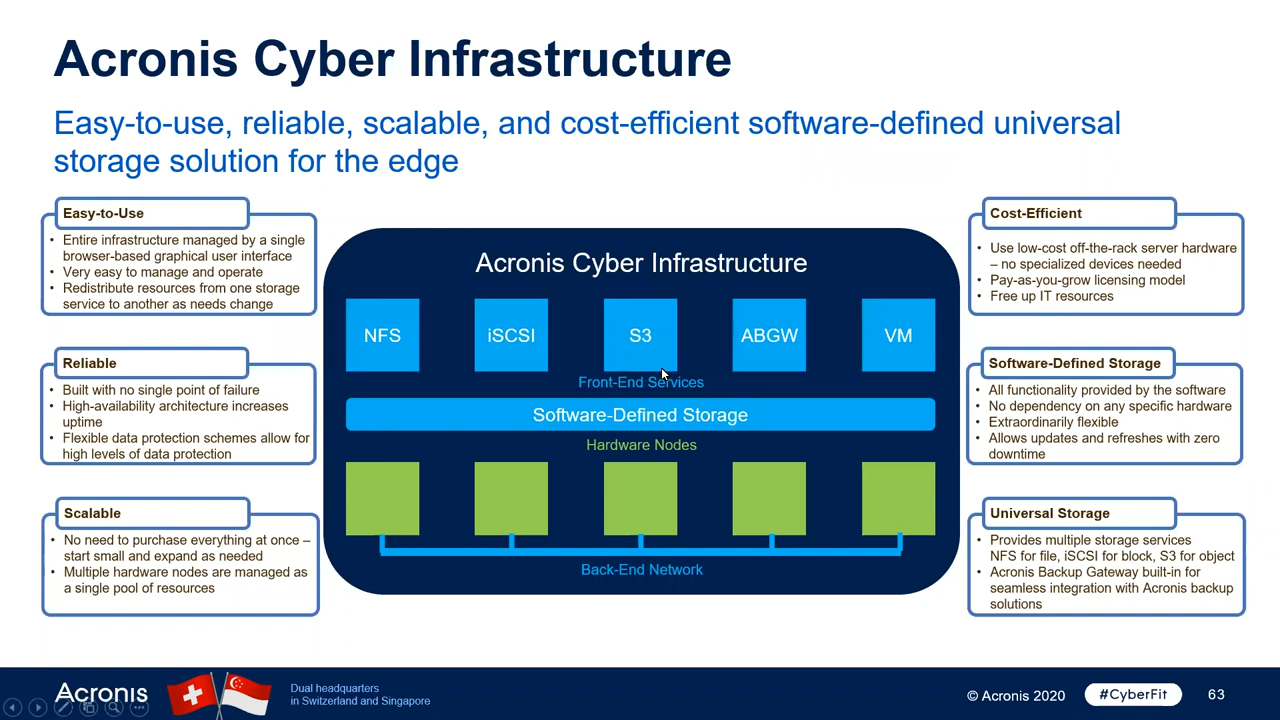 Acronis Cyber Infrastructure
Easy-to-use, reliable, scalable, and cost-efficient software-defined universal
storage solution for the edge
Easy-to-Use
• Entire infrastructure managed by a single
browser-based graphical user interface
• Very easy to manage and operate
• Redistribute resources from one storage
service to another as needs change
Reliable
• Built with no single point of failure
• High-availability architecture increases
uptime
• Flexible data protection schemes allow for
high levels of data protection
Scalable
• No need to purchase everything at once –
start small and expand as needed
• Multiple hardware nodes are managed as
a single pool of resources
Acronis Cyber Infrastructure
NFS
iSCSI
S3
ABGW
VM
Front-End Services
Software-Defined Storage
Hardware Nodes
Back-End Network
Cost-Efficient
• Use low-cost off-the-rack server hardware
– no specialized devices needed
• Pay-as-you-grow licensing model
• Free up IT resources
Software-Defined Storage
• All functionality provided by the software
• No dependency on any specific hardware
• Extraordinarily flexible
• Allows updates and refreshes with zero
downtime
Universal Storage
• Provides multiple storage services
NFS for file, iSCSI for block, S3 for object
• Acronis Backup Gateway built-in for
seamless integration with Acronis backup
solutions
Acronis
Dual headquarters
in Switzerland and Singapore
© Acronis 2020
#CyberFit
63